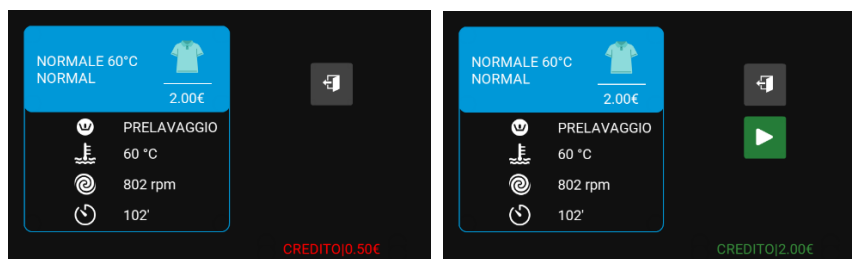 NORMALE 60°C
NORMAL
2.00€
PRELAVAGGIO
60 °C
802 rpm
102'
CREDITO|0.50€
NORMALE 60°C
NORMAL
2.00€
PRELAVAGGIO
60 °C
802 rpm
102'
CREDITO|2.00€